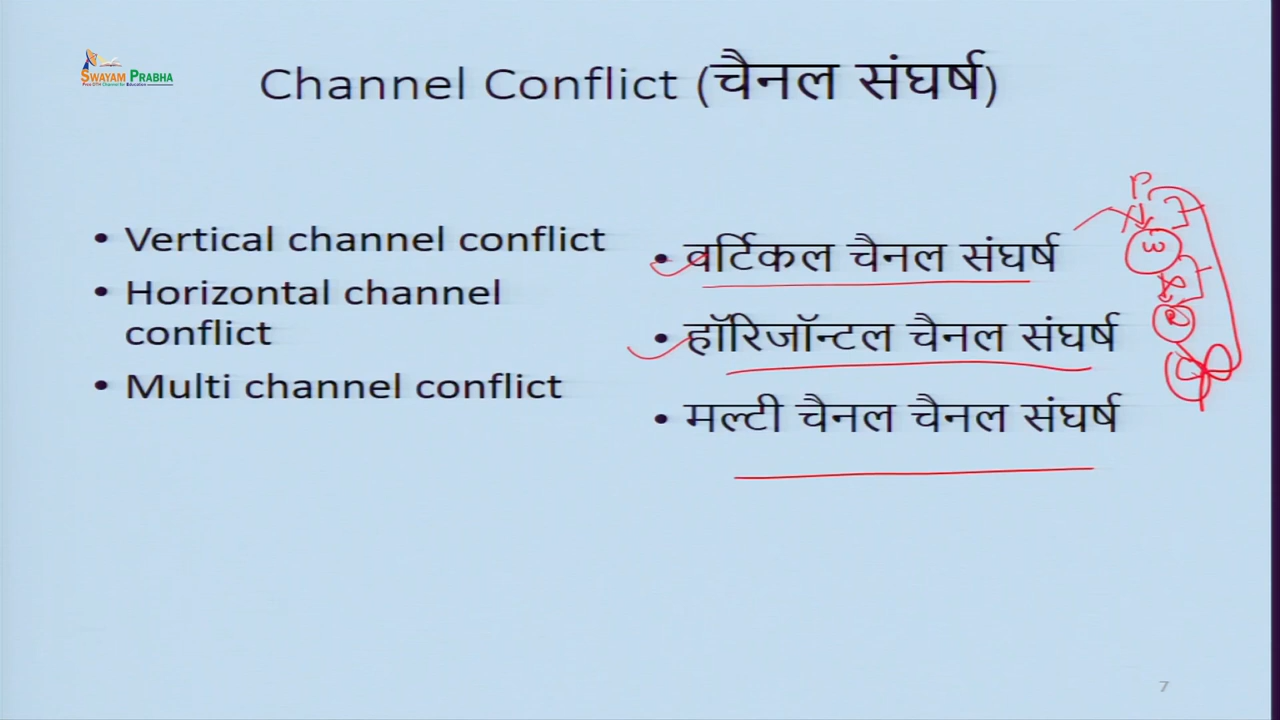 SWAYAM PRABHA
Channel Conflict (चैनल संघर्ष)
• Vertical channel conflict
• Horizontal channel
conflict
• Multi channel conflict
• वर्टिकल चैनल संघर्ष
• हॉरिजॉन्टल चैनल संघर्ष
• मल्टी चैनल चैनल संघर्ष
P
W
R
7